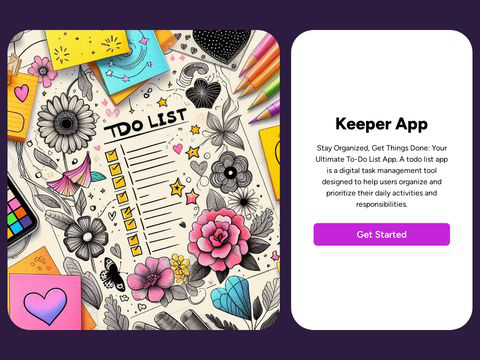 TDO LIST
Keeper App
Stay Organized, Get Things Done: Your
Ultimate To-Do List App. A todo list app
is a digital task management tool
designed to help users organize and
prioritize their daily activities and
responsibilities.
Get Started